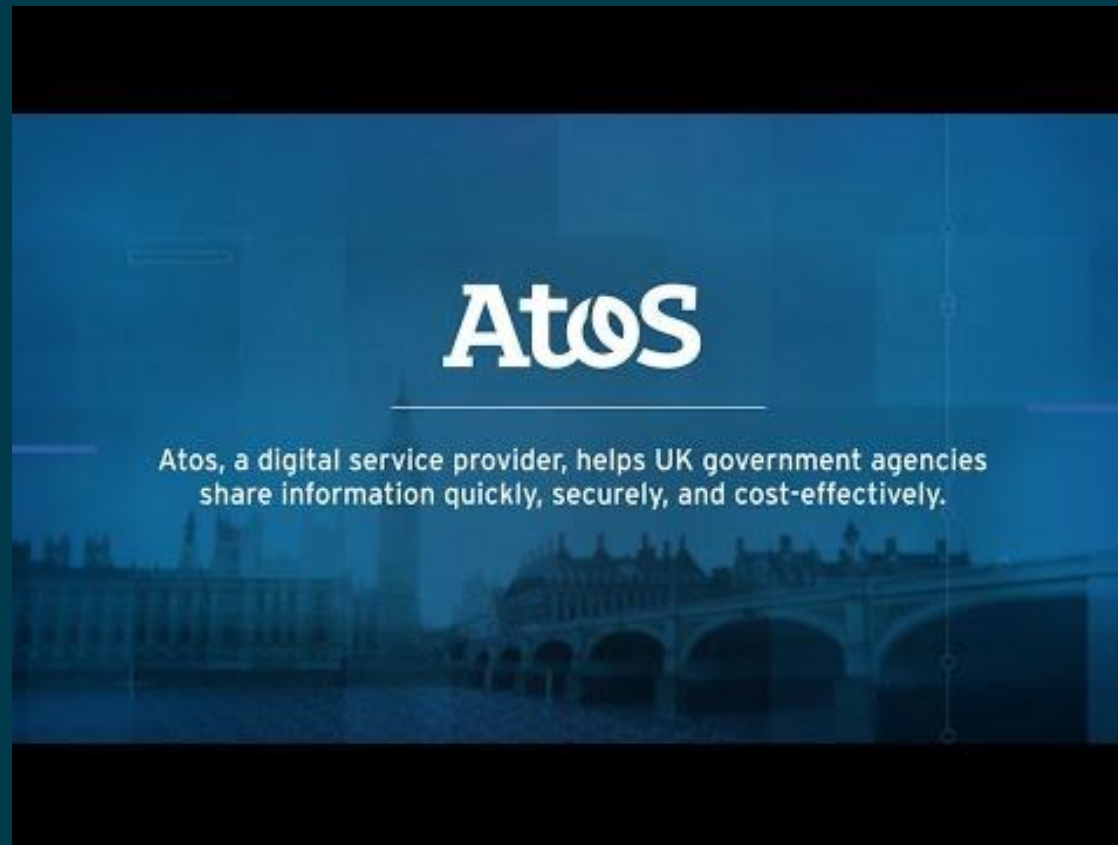 Atos
Atos, a digital service provider, helps UK government agencies
share information quickly, securely, and cost-effectively.